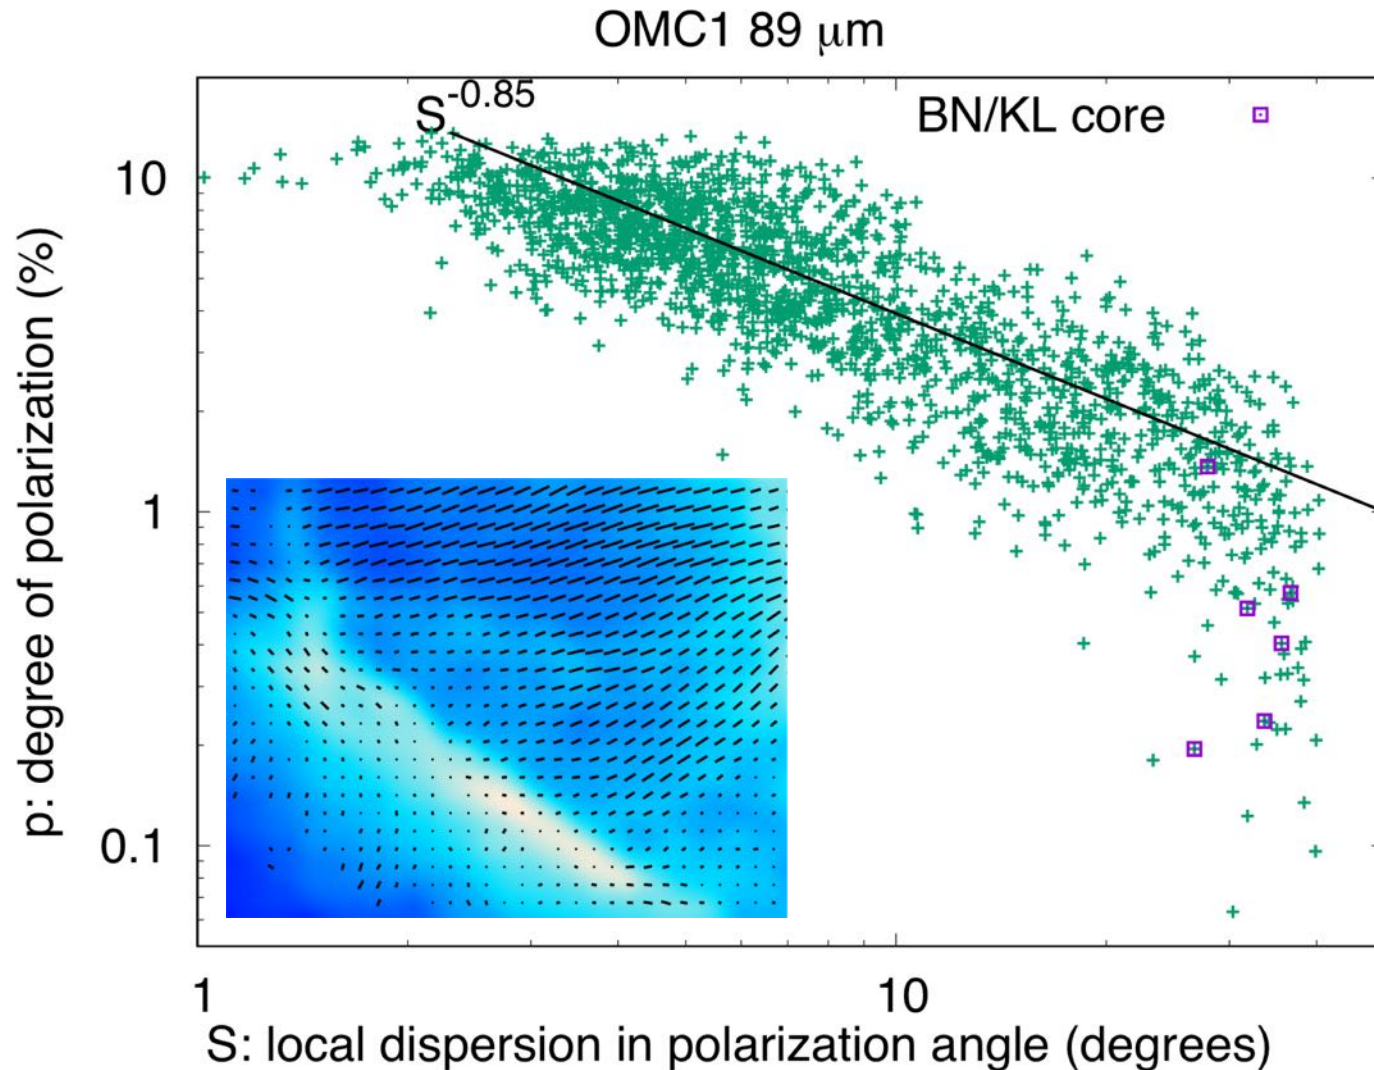 OMC1 89 μm
S-0.85
BN/KL core
p: degree of polarization (%)
10
1
0.1
1
10
S: local dispersion in polarization angle (degrees)